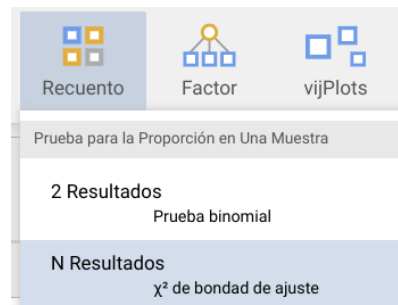 Recuento Factor vijPlots
Prueba para la Proporción en Una Muestra
2 Resultados
Prueba binomial
N Resultados
χ² de bondad de ajuste